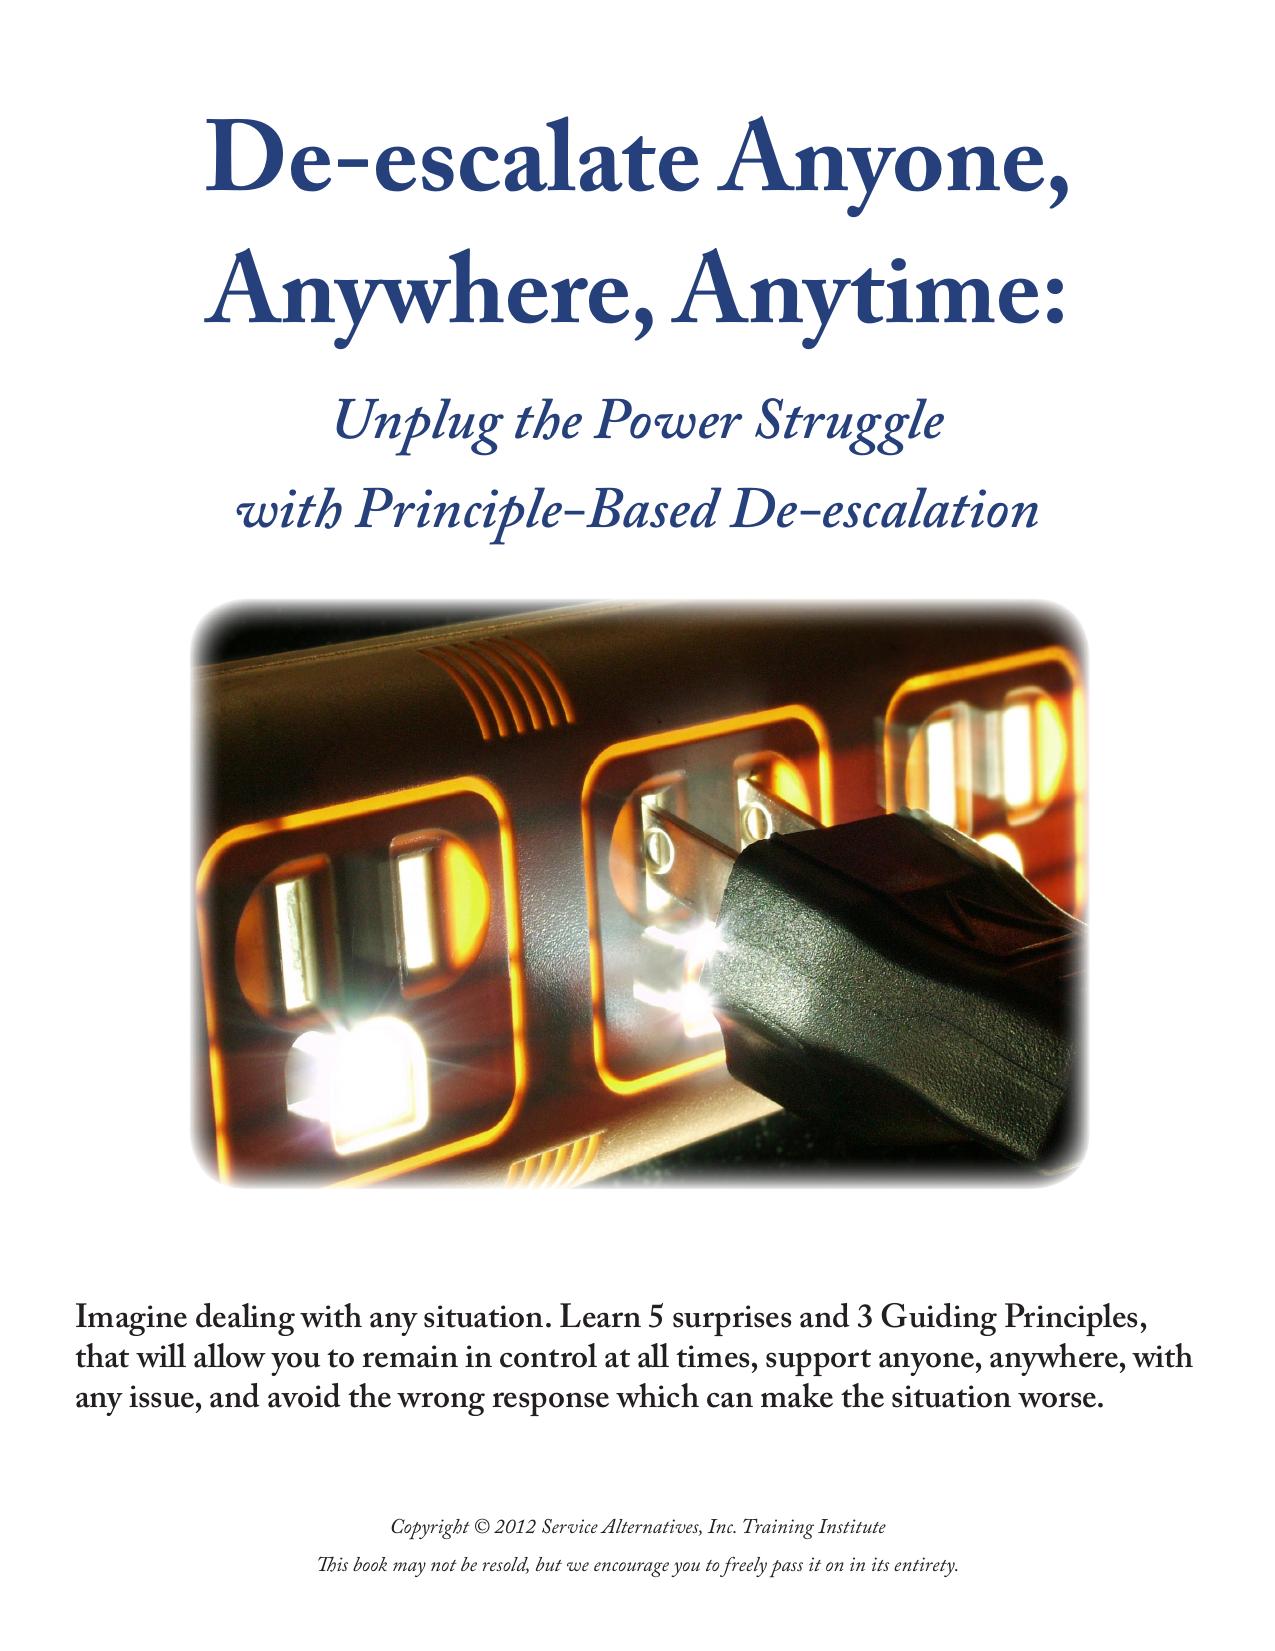 De-escalate Anyone,
Anywhere, Anytime:
Unplug the Power Struggle
with Principle-Based De-escalation
Imagine dealing with any situation. Learn 5 surprises and 3 Guiding Principles,
that will allow you to remain in control at all times, support anyone, anywhere, with
any issue, and avoid the wrong response which can make the situation worse.
Copyright © 2012 Service Alternatives, Inc. Training Institute
This book may not be resold, but we encourage you to freely pass it on in its entirety.